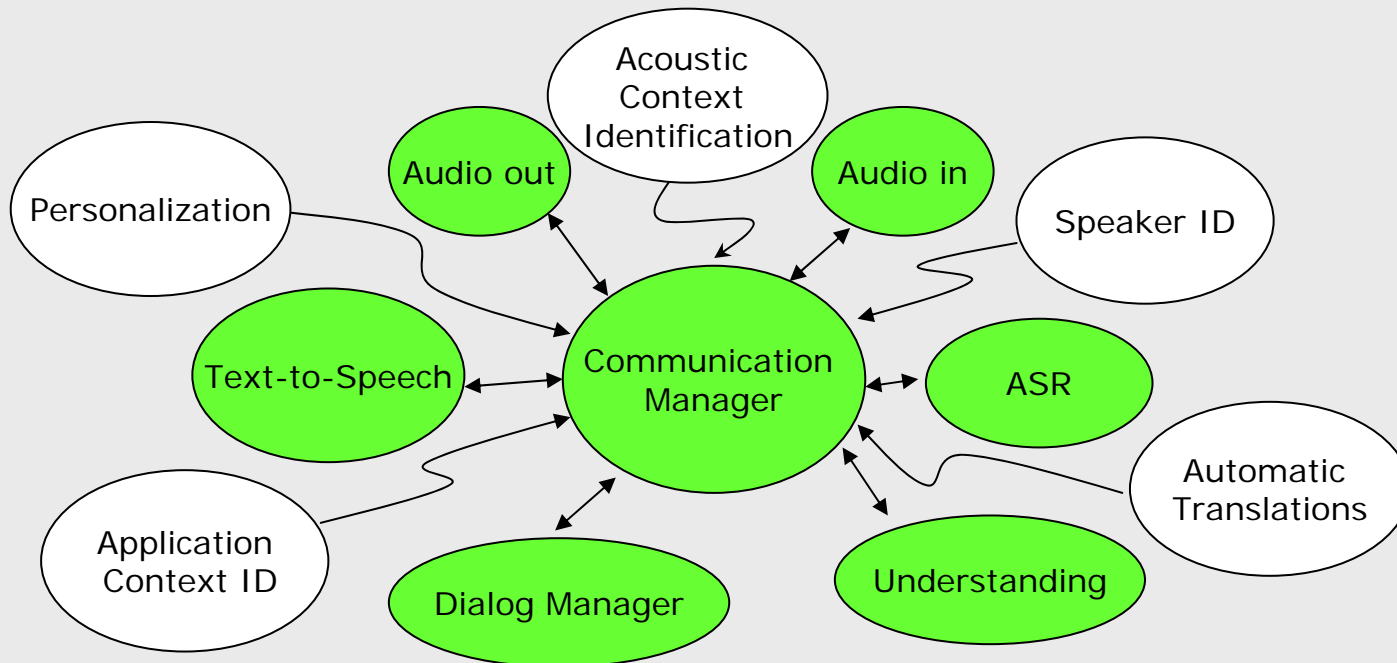 Acoustic
Context
Identification
Audio out
Audio in
Personalization
Speaker ID
Text-to-Speech
Communication
Manager
ASR
Automatic
Translations
Application
Context ID
Dialog Manager
Understanding